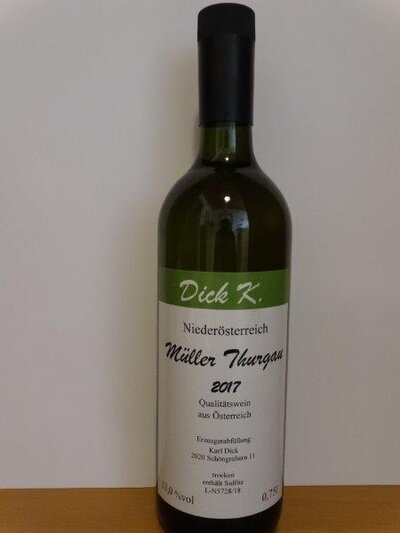 Dick K.
Niederösterreich
Müller Thurgau
2017
Qualitätswein
aus Österreich
Erzeugerabfüllung
Karl Dick
2020 Schöngrabern 11
trocken
enthält Sulfite
L-N5728/18
13,0 %vol
0,75l